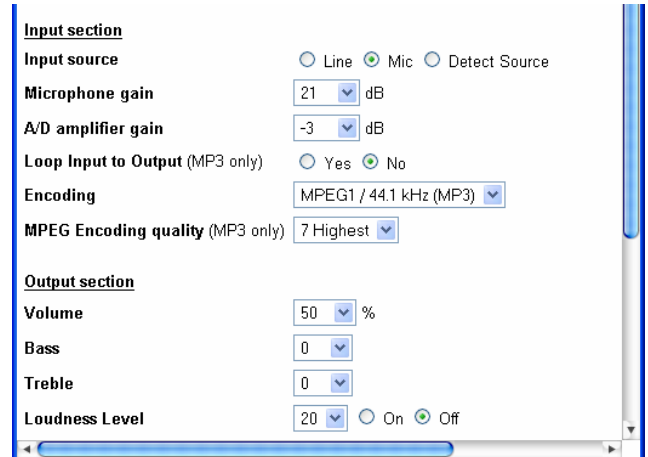 Input section
Input source Line Mic Detect Source
Microphone gain 21 dB
A/D amplifier gain -3 dB
Loop Input to Output (MP3 only) Yes No
Encoding MPEG1 / 44.1 kHz (MP3)
MPEG Encoding quality (MP3 only) 7 Highest
Output section
Volume 50 %
Bass 0
Treble 0
Loudness Level 20 On Off